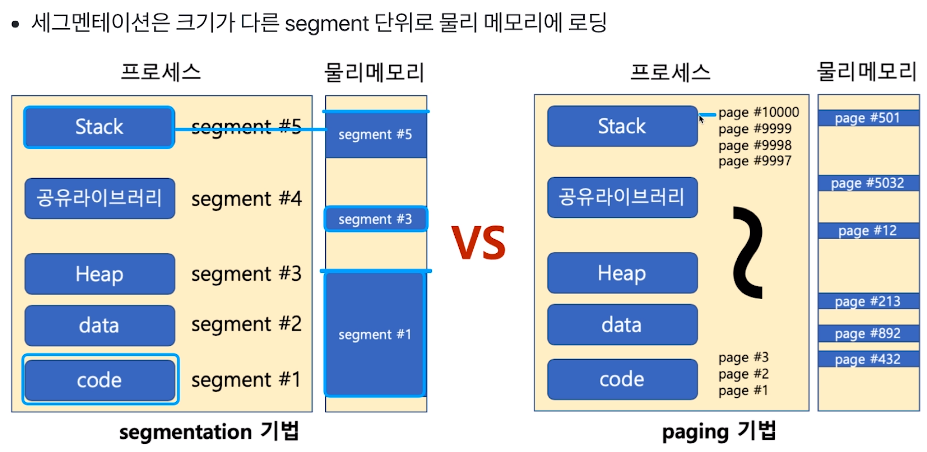 • 세그멘테이션은 크기가 다른 segment 단위로 물리 메모리에 로딩
프로세스
물리메모리
Stack
segment #5
segment #5
공유라이브러리
segment #4
segment #3
Heap
segment #3
data
segment #2
segment #1
code
segment #1
segmentation 기법
VS
프로세스
물리메모리
Stack
page #10000
page #9999
page #9998
page #9997
page #501
공유라이브러리
page #5032
page #12
Heap
page #213
data
page #892
code
page #3
page #2
page #1
page #432
paging 기법